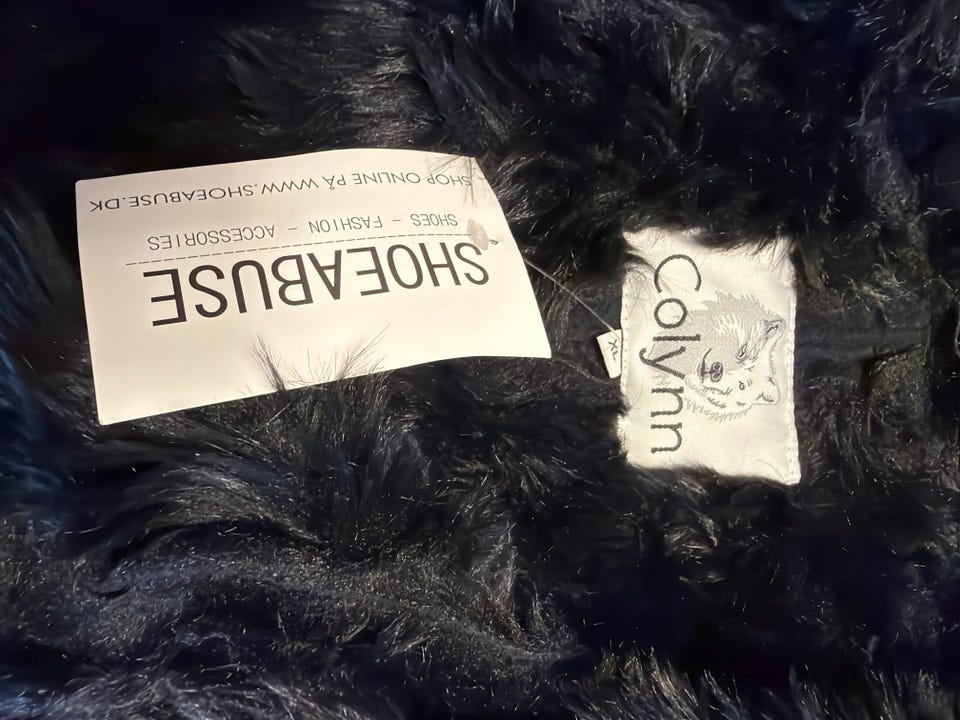 SHOEABUSE
SHOES - FASHION - ACCESSORIES
SHOP ONLINE PÅ WWW.SHOEABUSE.DK
XL
Colynn